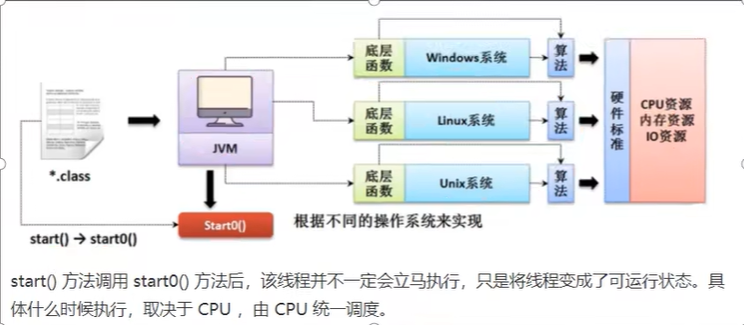 底层函数
Windows系统
算法
底层函数
Linux系统
算法
底层函数
Unix系统
算法
硬件标准
CPU资源
内存资源
IO资源
*.class
JVM
Start0()
根据不同的操作系统来实现
start() → start0()
start() 方法调用 start0() 方法后，该线程并不一定会立马执行，只是将线程变成了可运行状态。具
体什么时候执行，取决于 CPU ，由 CPU 统一调度。